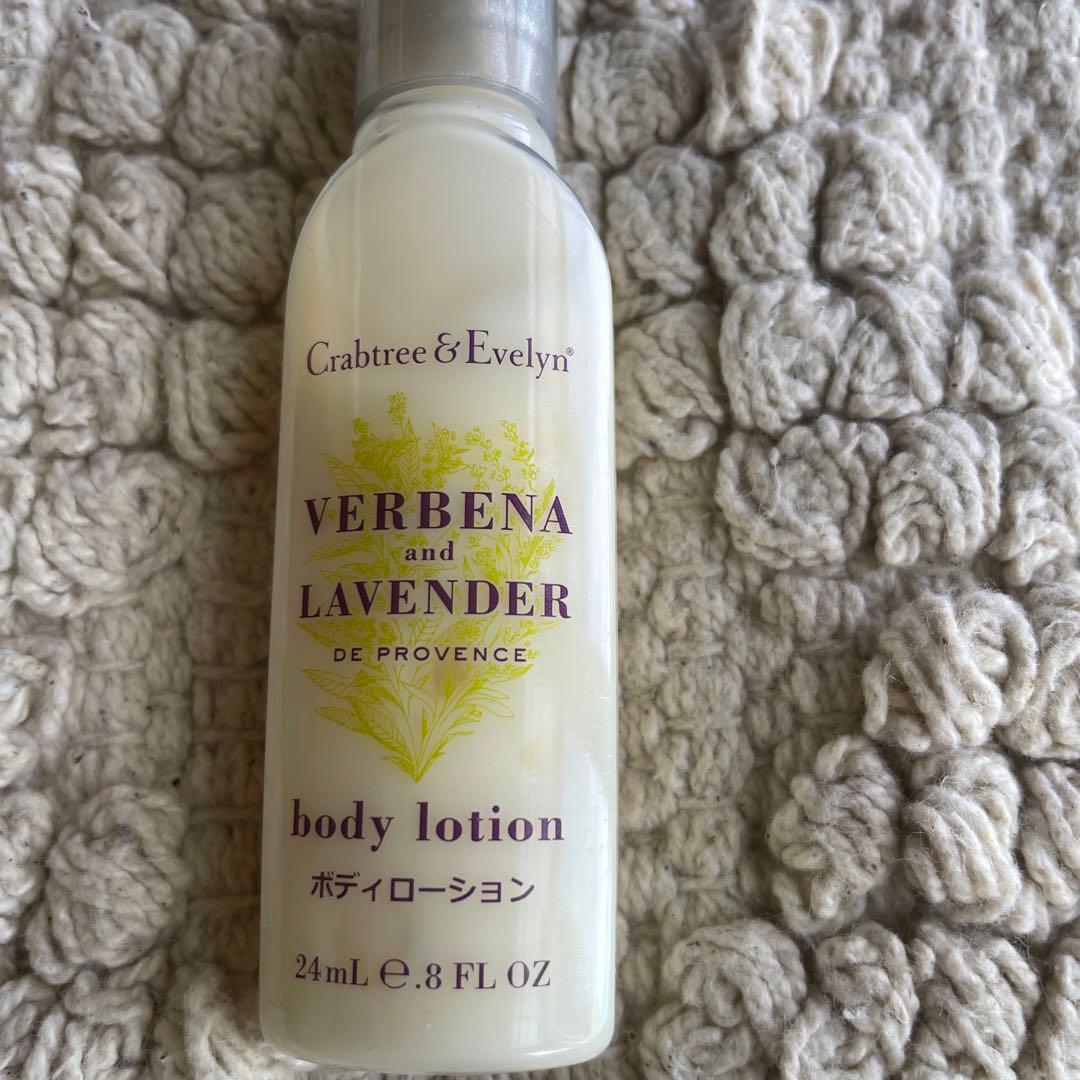 Crabtree & Evelyn®
VERBENA
and
LAVENDER
DE PROVENCE
body lotion
ボディローション
24mL ℮ .8 FL OZ